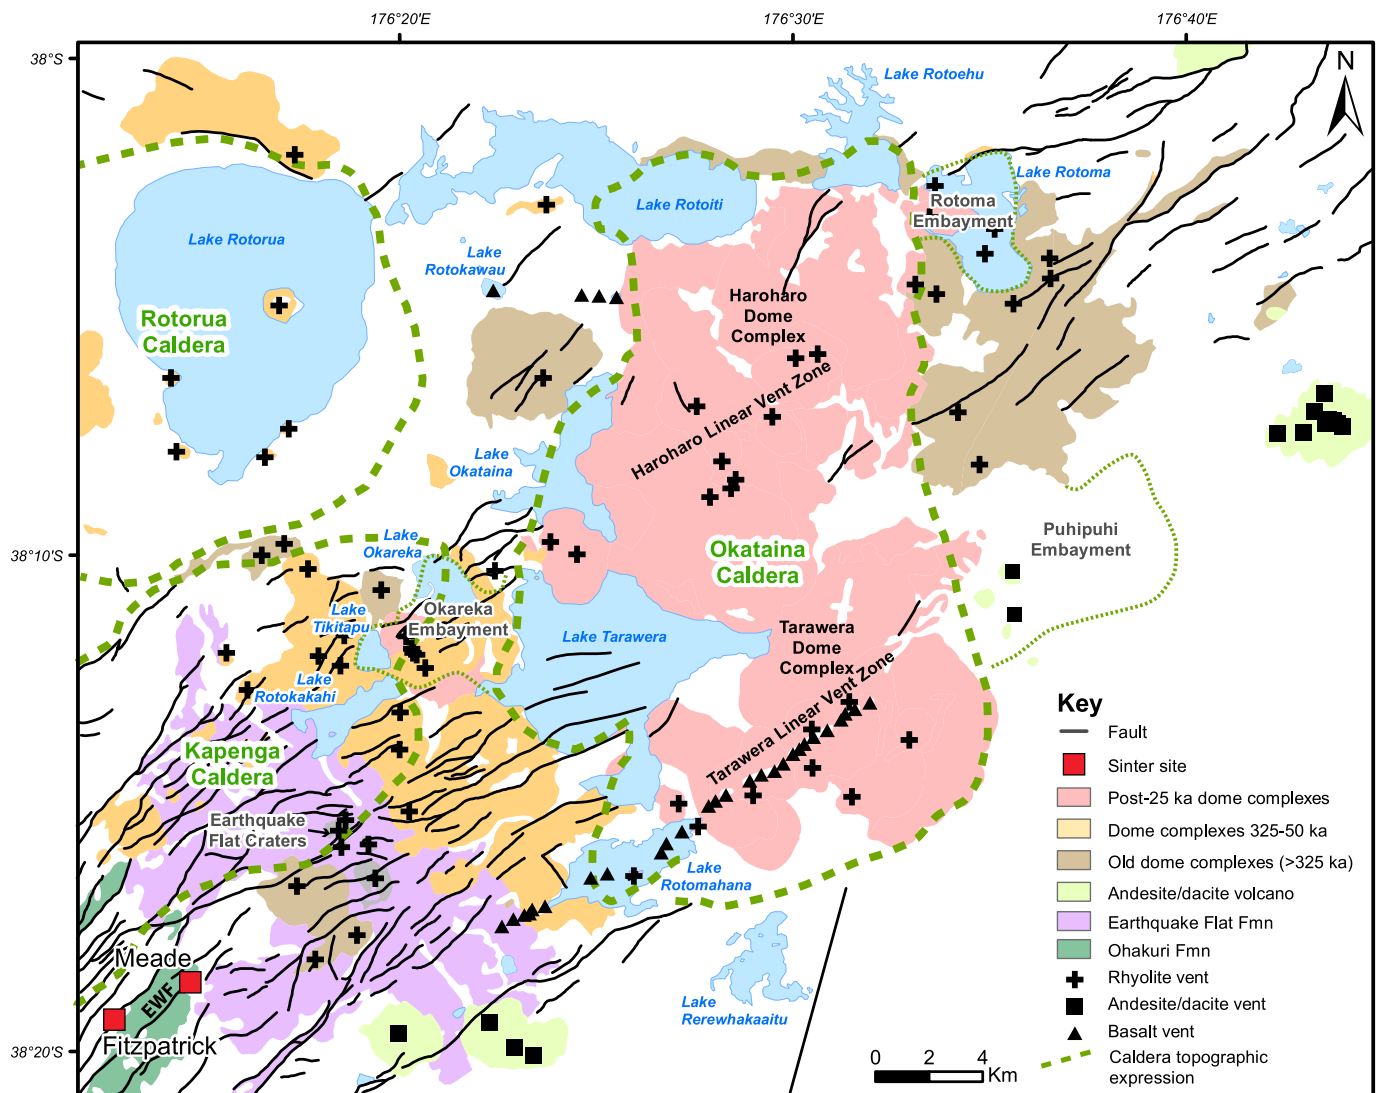 176°20'E
176°30'E
176°40'E
38°S
38°10'S
38°20'S
N
Lake Rotoehu
Lake Rotoma
Rotoma
Embayment
Lake Rotoiti
Lake Rotorua
Lake
Rotokawau
Rotorua
Caldera
Haroharo
Dome
Complex
Haroharo Linear Vent Zone
Lake
Okataina
Puhipuhi
Embayment
Lake
Okareka
Okataina
Caldera
Okareka
Embayment
Lake
Tikitapu
Lake Tarawera
Tarawera
Dome
Complex
Tarawera Linear Vent Zone
Lake
Rotokakahi
Kapenga
Caldera
Earthquake
Flat Craters
Lake
Rotomahana
Lake
Rerewhakaaitu
Meade
EWF
Fitzpatrick
Key
Fault
Sinter site
Post-25 ka dome complexes
Dome complexes 325-50 ka
Old dome complexes (>325 ka)
Andesite/dacite volcano
Earthquake Flat Fmn
Ohakuri Fmn
Rhyolite vent
Andesite/dacite vent
Basalt vent
Caldera topographic
expression
0 2 4
Km